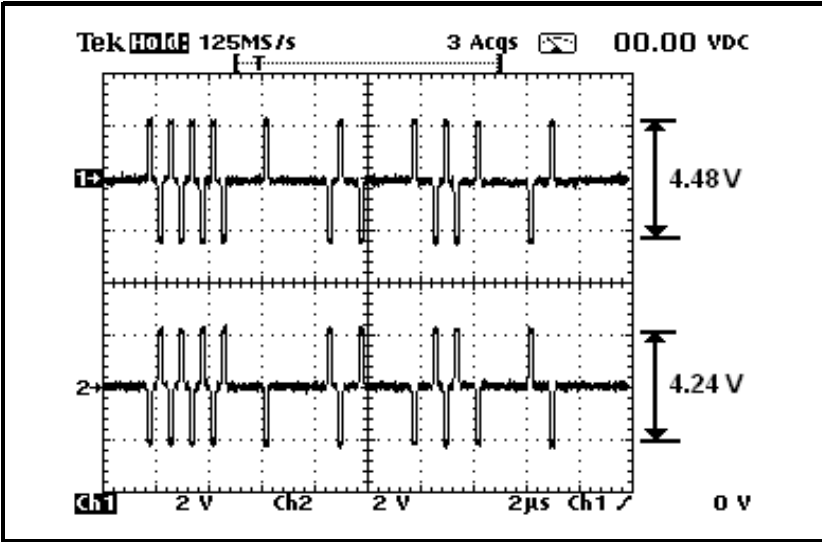 Tek Hold: 125MS/s 3 Acqs 00.00 VDC
T
1 4.48 V
2 4.24 V
Ch1 2 V Ch2 2 V 2µs Ch1 0 V